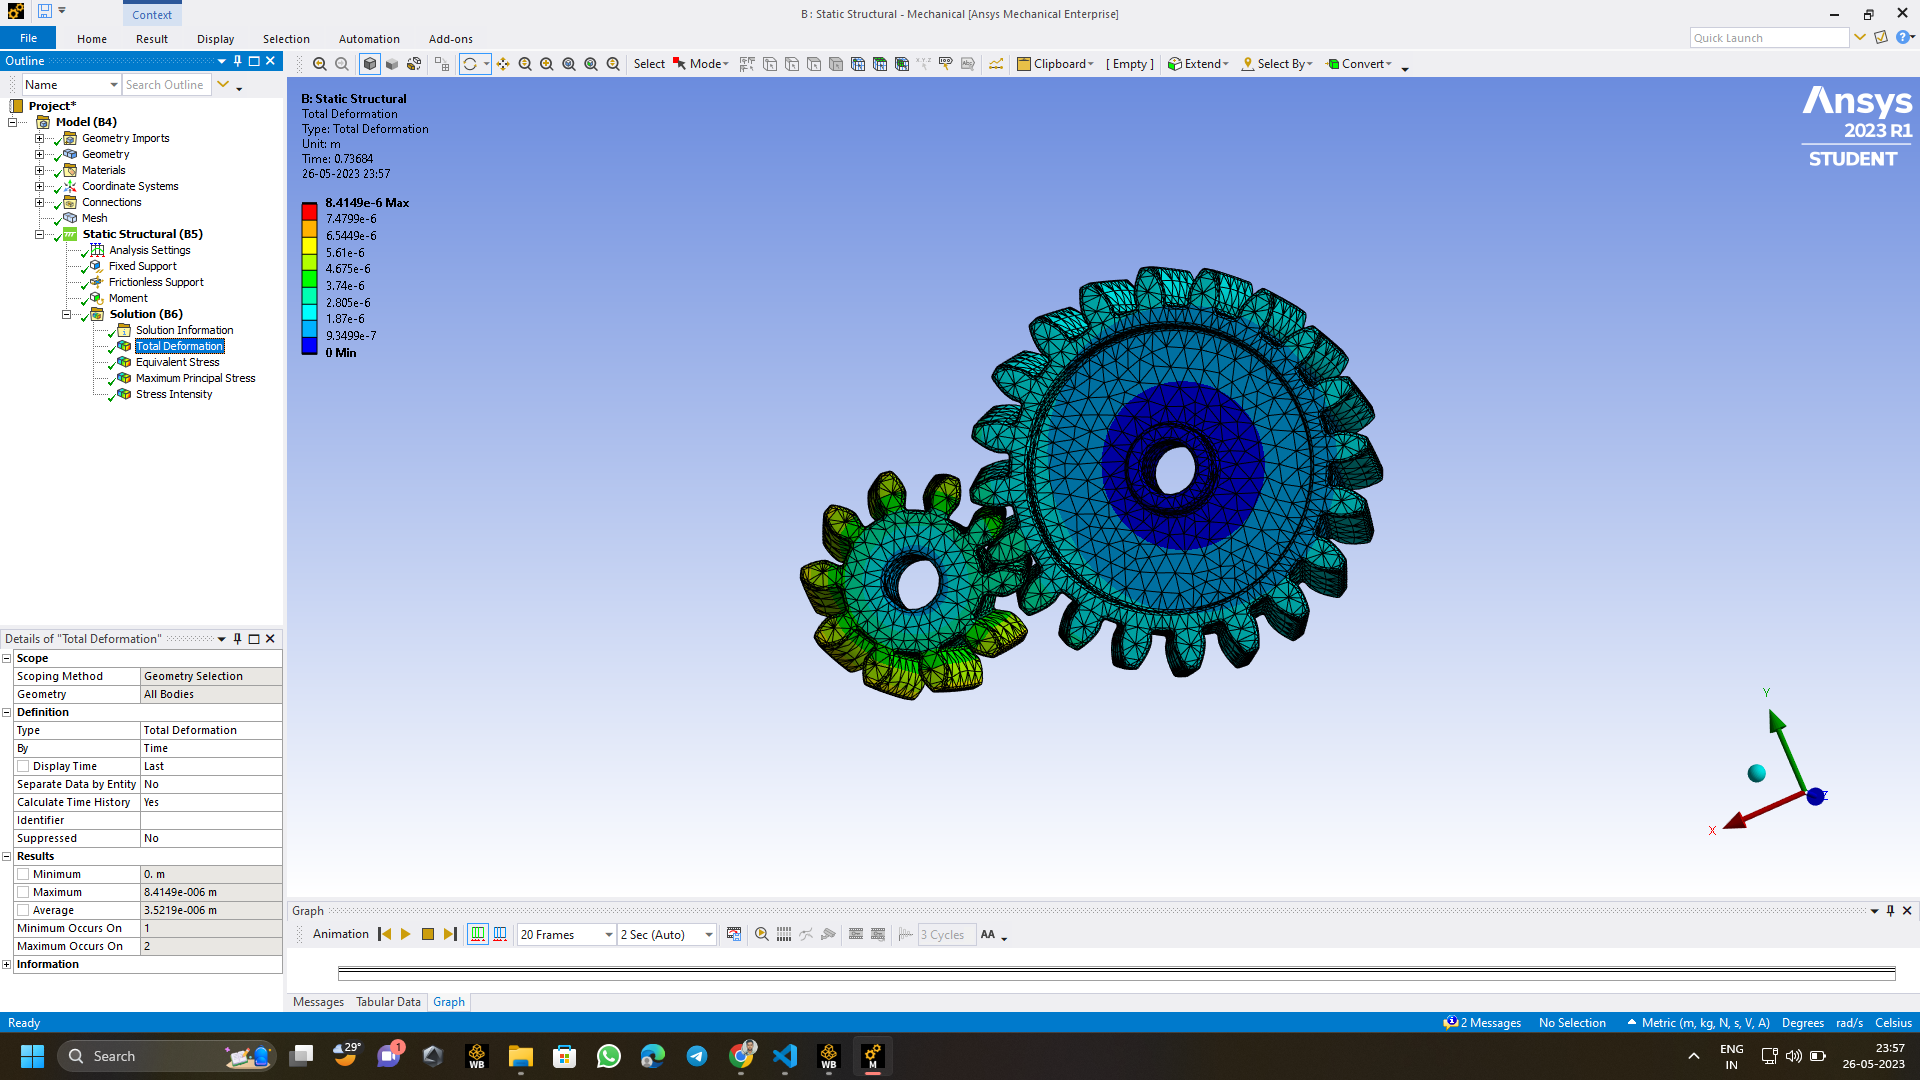 Context
B : Static Structural - Mechanical [Ansys Mechanical Enterprise]
File
Home
Result
Display
Selection
Automation
Add-ons
Quick Launch
Outline
Select
Mode
Clipboard
[ Empty ]
Extend
Select By
Convert
Name
Search Outline
Project*
Model (B4)
Geometry Imports
Geometry
Materials
Coordinate Systems
Connections
Mesh
Static Structural (B5)
Analysis Settings
Fixed Support
Frictionless Support
Moment
Solution (B6)
Solution Information
Total Deformation
Equivalent Stress
Maximum Principal Stress
Stress Intensity
B: Static Structural
Total Deformation
Type: Total Deformation
Unit: m
Time: 0.73684
26-05-2023 23:57
8.4149e-6 Max
7.4799e-6
6.5449e-6
5.61e-6
4.675e-6
3.74e-6
2.805e-6
1.87e-6
9.3499e-7
0 Min
Ansys
2023 R1
STUDENT
Y
Z
X
Details of "Total Deformation"
Scope
Scoping Method Geometry Selection
Geometry All Bodies
Definition
Type Total Deformation
By Time
Display Time Last
Separate Data by Entity No
Calculate Time History Yes
Identifier
Suppressed No
Results
Minimum 0. m
Maximum 8.4149e-006 m
Average 3.5219e-006 m
Minimum Occurs On 1
Maximum Occurs On 2
Information
Graph
Animation
20 Frames
2 Sec (Auto)
3 Cycles
AA
Messages
Tabular Data
Graph
Ready
2 Messages
No Selection
Metric (m, kg, N, s, V, A)
Degrees
rad/s
Celsius
Search
29°
1
WB
WB
M
ENG
IN
23:57
26-05-2023